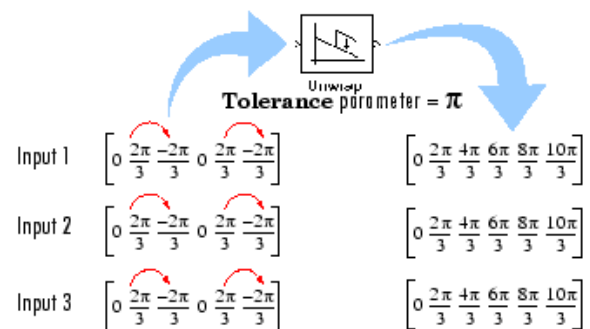 Unwrap
Tolerance parameter = π
Input 1 [0 2π/3 -2π/3 0 2π/3 -2π/3] [0 2π/3 4π/3 6π/3 8π/3 10π/3]
Input 2 [0 2π/3 -2π/3 0 2π/3 -2π/3] [0 2π/3 4π/3 6π/3 8π/3 10π/3]
Input 3 [0 2π/3 -2π/3 0 2π/3 -2π/3] [0 2π/3 4π/3 6π/3 8π/3 10π/3]